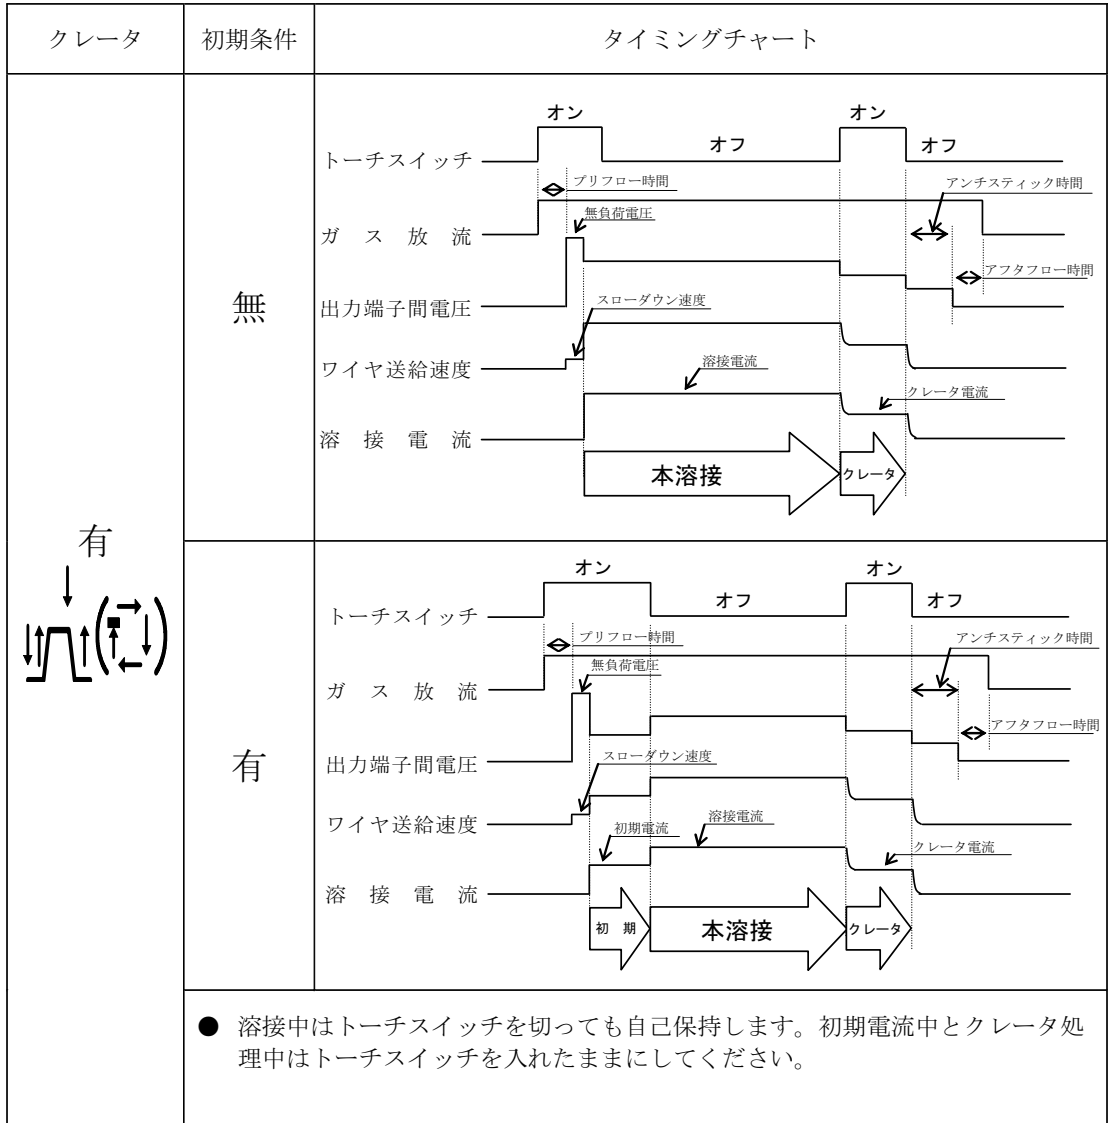 クレータ
初期条件
タイミングチャート
有
無
オン
オン
オフ
オフ
トーチスイッチ
プリフロー時間
アンチスティック時間
無負荷電圧
ガス放流
アフタフロー時間
スローダウン速度
出力端子間電圧
溶接電流
ワイヤ送給速度
クレータ電流
溶接電流
本溶接
クレータ
有
オン
オン
オフ
オフ
トーチスイッチ
プリフロー時間
アンチスティック時間
無負荷電圧
ガス放流
アフタフロー時間
スローダウン速度
出力端子間電圧
溶接電流
初期電流
ワイヤ送給速度
クレータ電流
溶接電流
初期
本溶接
クレータ
● 溶接中はトーチスイッチを切っても自己保持します。初期電流中とクレータ処
理中はトーチスイッチを入れたままにしてください。